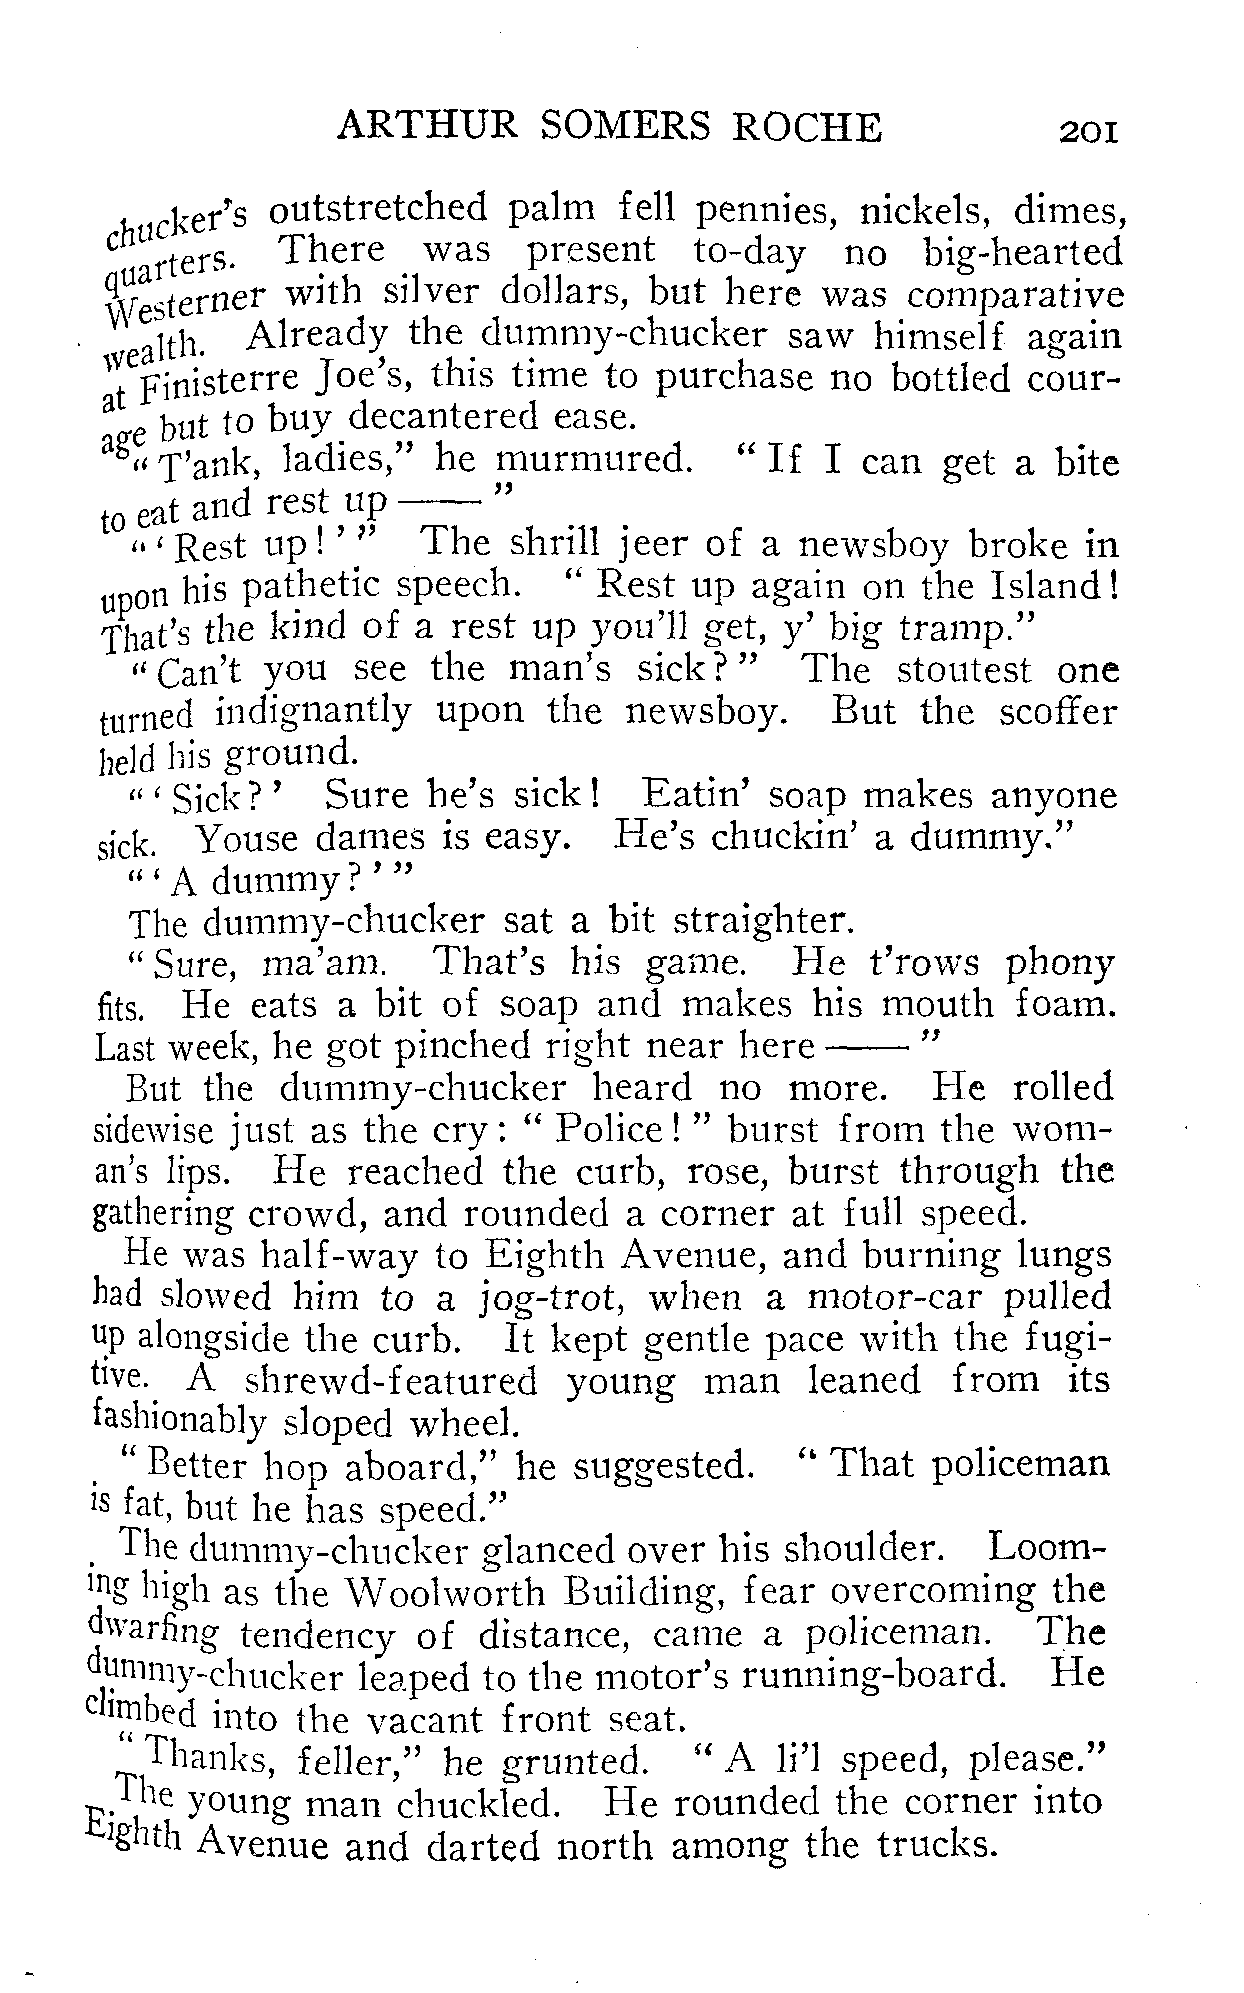 ARTHUR SOMERS ROCHE 201
chucker's outstretched palm fell pennies, nickels, dimes,
quarters. There was present to-day no big-hearted
Westerner with silver dollars, but here was comparative
wealth. Already the dummy-chucker saw himself again
at Finisterre Joe's, this time to purchase no bottled cour-
age but to buy decantered ease.
"T'ank, ladies," he murmured. "If I can get a bite
to eat and rest up——"
"'Rest up!'" The shrill jeer of a newsboy broke in
upon his pathetic speech. "Rest up again on the Island!
That's the kind of a rest up you'll get, y' big tramp."
"Can't you see the man's sick?" The stoutest one
turned indignantly upon the newsboy. But the scoffer
held his ground.
"'Sick?' Sure he's sick! Eatin' soap makes anyone
sick. Youse dames is easy. He's chuckin' a dummy."
"'A dummy?'"
The dummy-chucker sat a bit straighter.
"Sure, ma'am. That's his game. He t'rows phony
fits. He eats a bit of soap and makes his mouth foam.
Last week, he got pinched right near here——"
But the dummy-chucker heard no more. He rolled
sidewise just as the cry: "Police!" burst from the wom-
an's lips. He reached the curb, rose, burst through the
gathering crowd, and rounded a corner at full speed.
He was half-way to Eighth Avenue, and burning lungs
had slowed him to a jog-trot, when a motor-car pulled
up alongside the curb. It kept gentle pace with the fugi-
tive. A shrewd-featured young man leaned from its
fashionably sloped wheel.
"Better hop aboard," he suggested. "That policeman
is fat, but he has speed."
The dummy-chucker glanced over his shoulder. Loom-
ing high as the Woolworth Building, fear overcoming the
dwarfing tendency of distance, came a policeman. The
dummy-chucker leaped to the motor's running-board. He
climbed into the vacant front seat.
"Thanks, feller," he grunted. "A li'l speed, please."
The young man chuckled. He rounded the corner into
Eighth Avenue and darted north among the trucks.